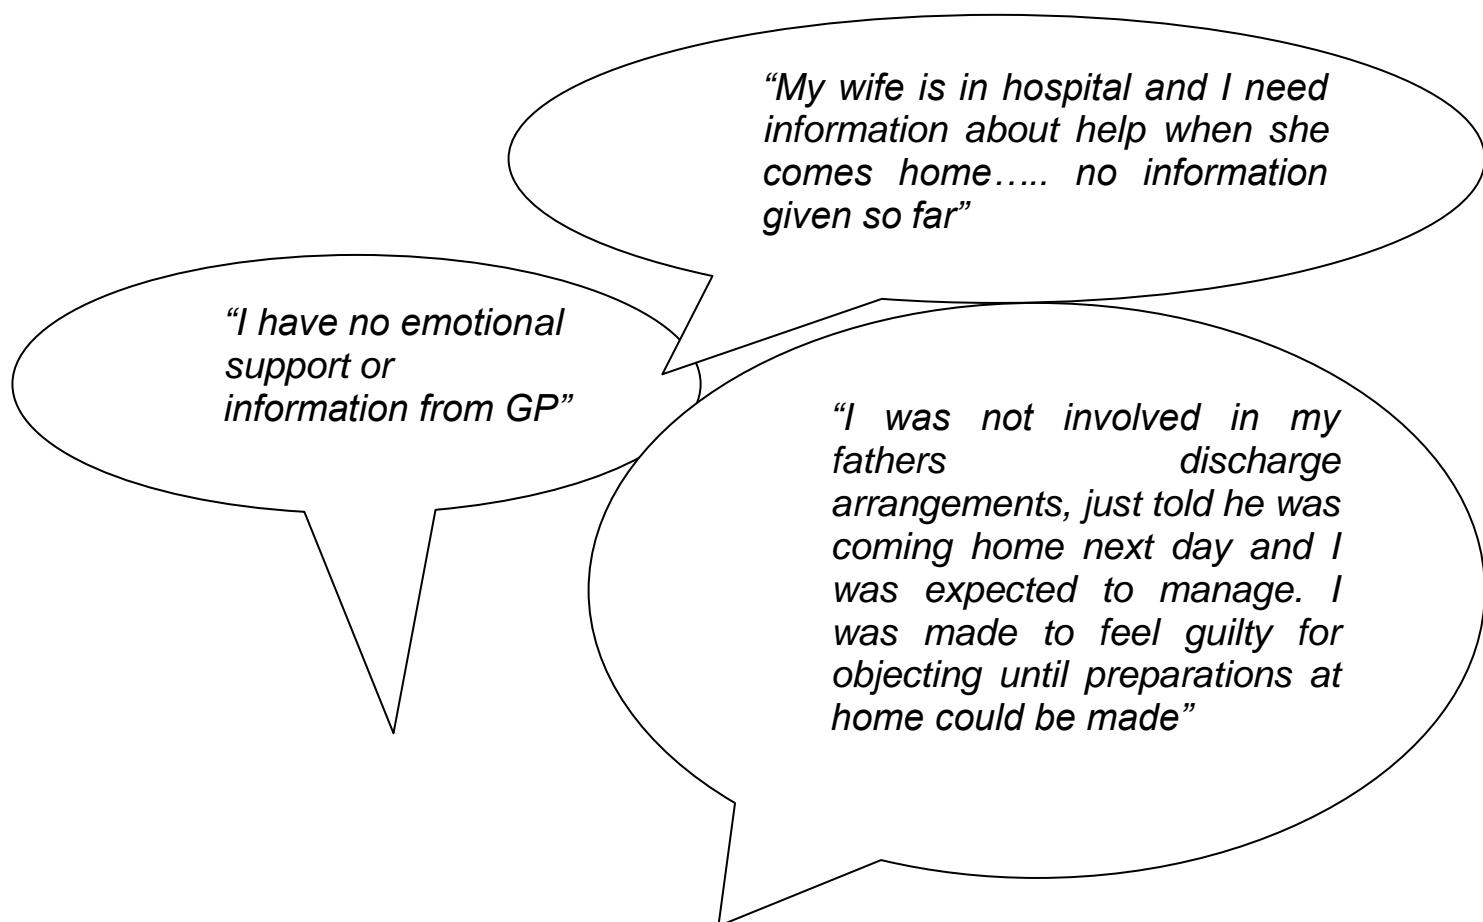 “My wife is in hospital and I need
information about help when she
comes home….. no information
given so far”
“I have no emotional
support or
information from GP”
“I was not involved in my
fathers discharge
arrangements, just told he was
coming home next day and I
was expected to manage. I
was made to feel guilty for
objecting until preparations at
home could be made”